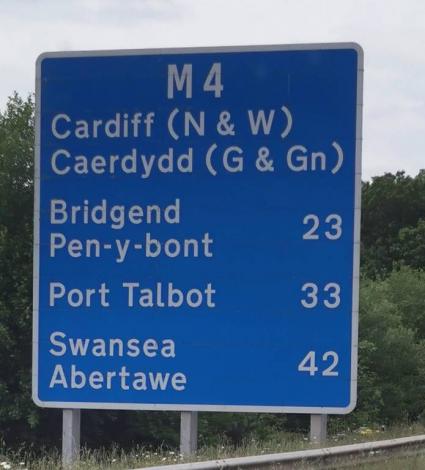 M4
Cardiff (N & W)
Caerdydd (G & Gn)
Bridgend
Pen-y-bont 23
Port Talbot 33
Swansea
Abertawe 42